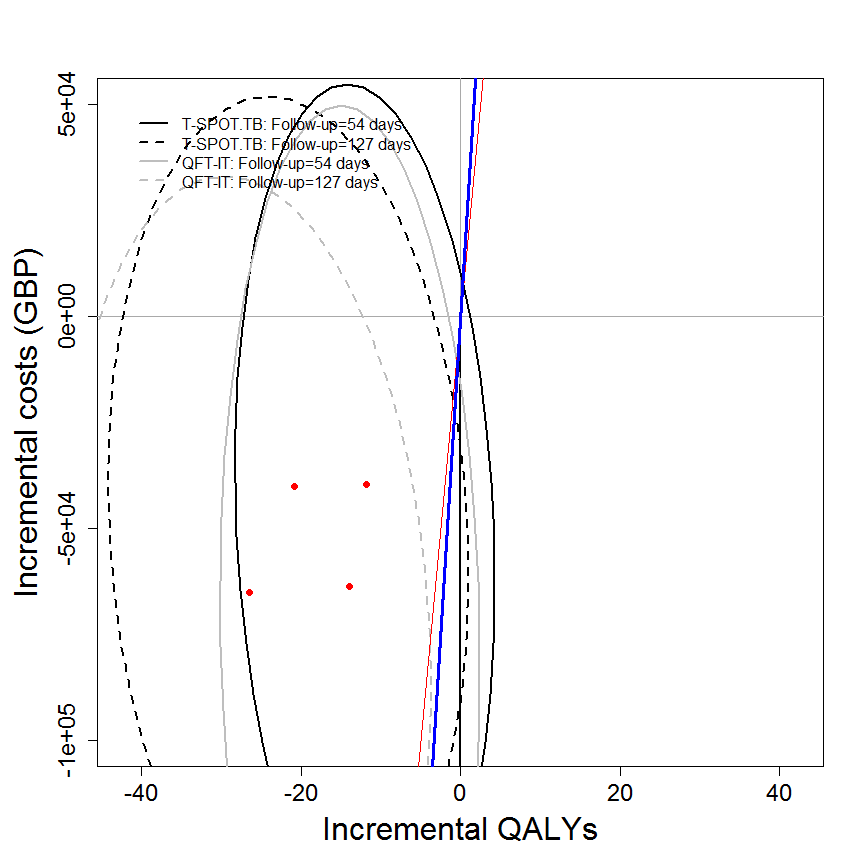 T-SPOT.TB: Follow-up=54 days
T-SPOT.TB: Follow-up=127 days
QFT-IT: Follow-up=54 days
QFT-IT: Follow-up=127 days
Incremental costs (GBP)
5e+04
0e+00
-5e+04
-1e+05
-40 -20 0 20 40
Incremental QALYs